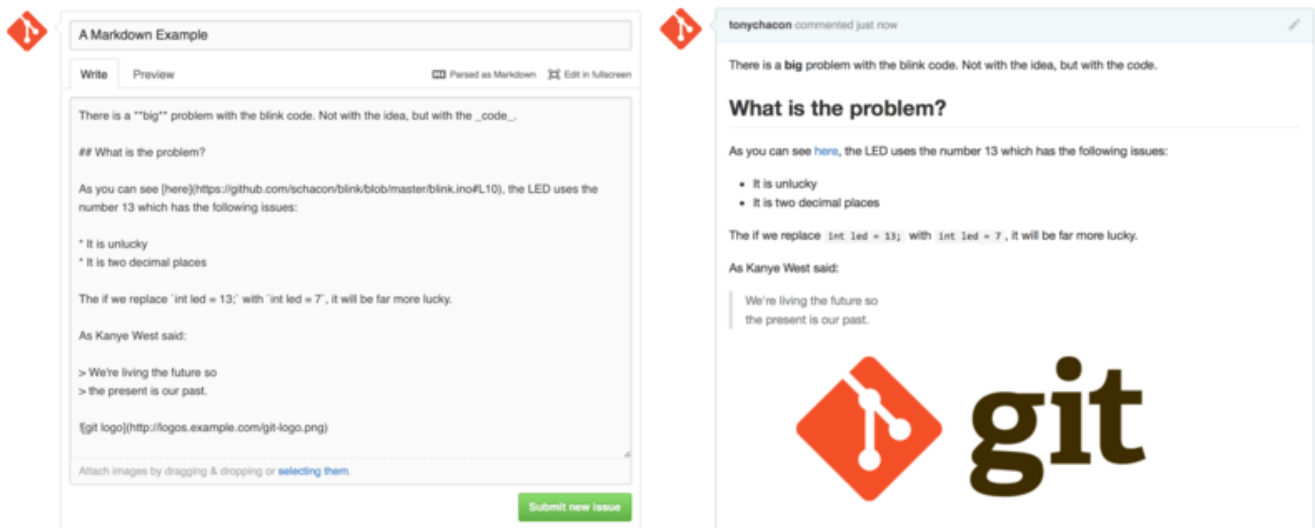 A Markdown Example
Write Preview Parsed as Markdown Edit in fullscreen
There is a **big** problem with the blink code. Not with the idea, but with the _code_.
## What is the problem?
As you can see [here](https://github.com/schacon/blink/blob/master/blink.ino#L10), the LED uses the
number 13 which has the following issues:
* It is unlucky
* It is two decimal places
The if we replace `int led = 13;` with `int led = 7`, it will be far more lucky.
As Kanye West said:
> We're living the future so
> the present is our past.
![git logo](http://logos.example.com/git-logo.png)
Attach images by dragging & dropping or selecting them.
Submit new issue
tonychacon commented just now
There is a big problem with the blink code. Not with the idea, but with the code.
What is the problem?
As you can see here, the LED uses the number 13 which has the following issues:
• It is unlucky
• It is two decimal places
The if we replace int led = 13; with int led = 7 , it will be far more lucky.
As Kanye West said:
We're living the future so
the present is our past.
git